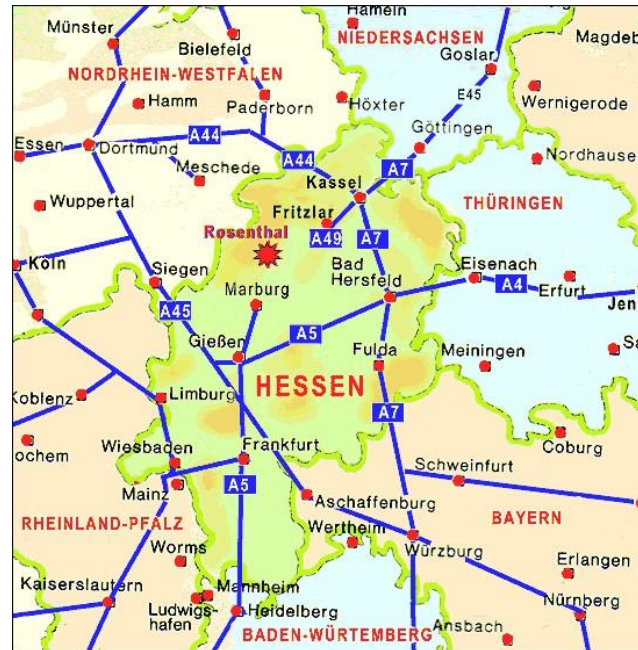 Münster
Bielefeld
Hameln
NIEDERSACHSEN
Goslar
Magdeb
NORDRHEIN-WESTFALEN
Hamm
Paderborn
Höxter
E45
Wernigerode
Essen
Dortmund
A44
A44
Göttingen
Meschede
A7
Nordhause
Kassel
Wuppertal
Fritzlar
THÜRINGEN
Rosenthal
A49
A7
Köln
Siegen
Bad
Hersfeld
Eisenach
A4
Erfurt
Jen
Marburg
A45
A5
Gießen
Fulda
Meiningen
Sa
HESSEN
Koblenz
Limburg
A7
ochem
Wiesbaden
Frankfurt
Coburg
Schweinfurt
Mainz
A5
Aschaffenburg
BAYERN
RHEINLAND-PFALZ
Wertheim
Würzburg
Worms
Erlangen
Kaiserslautern
Mannheim
Ludwigs-
hafen
Heidelberg
Nürnberg
BADEN-WÜRTEMBERG
Ansbach